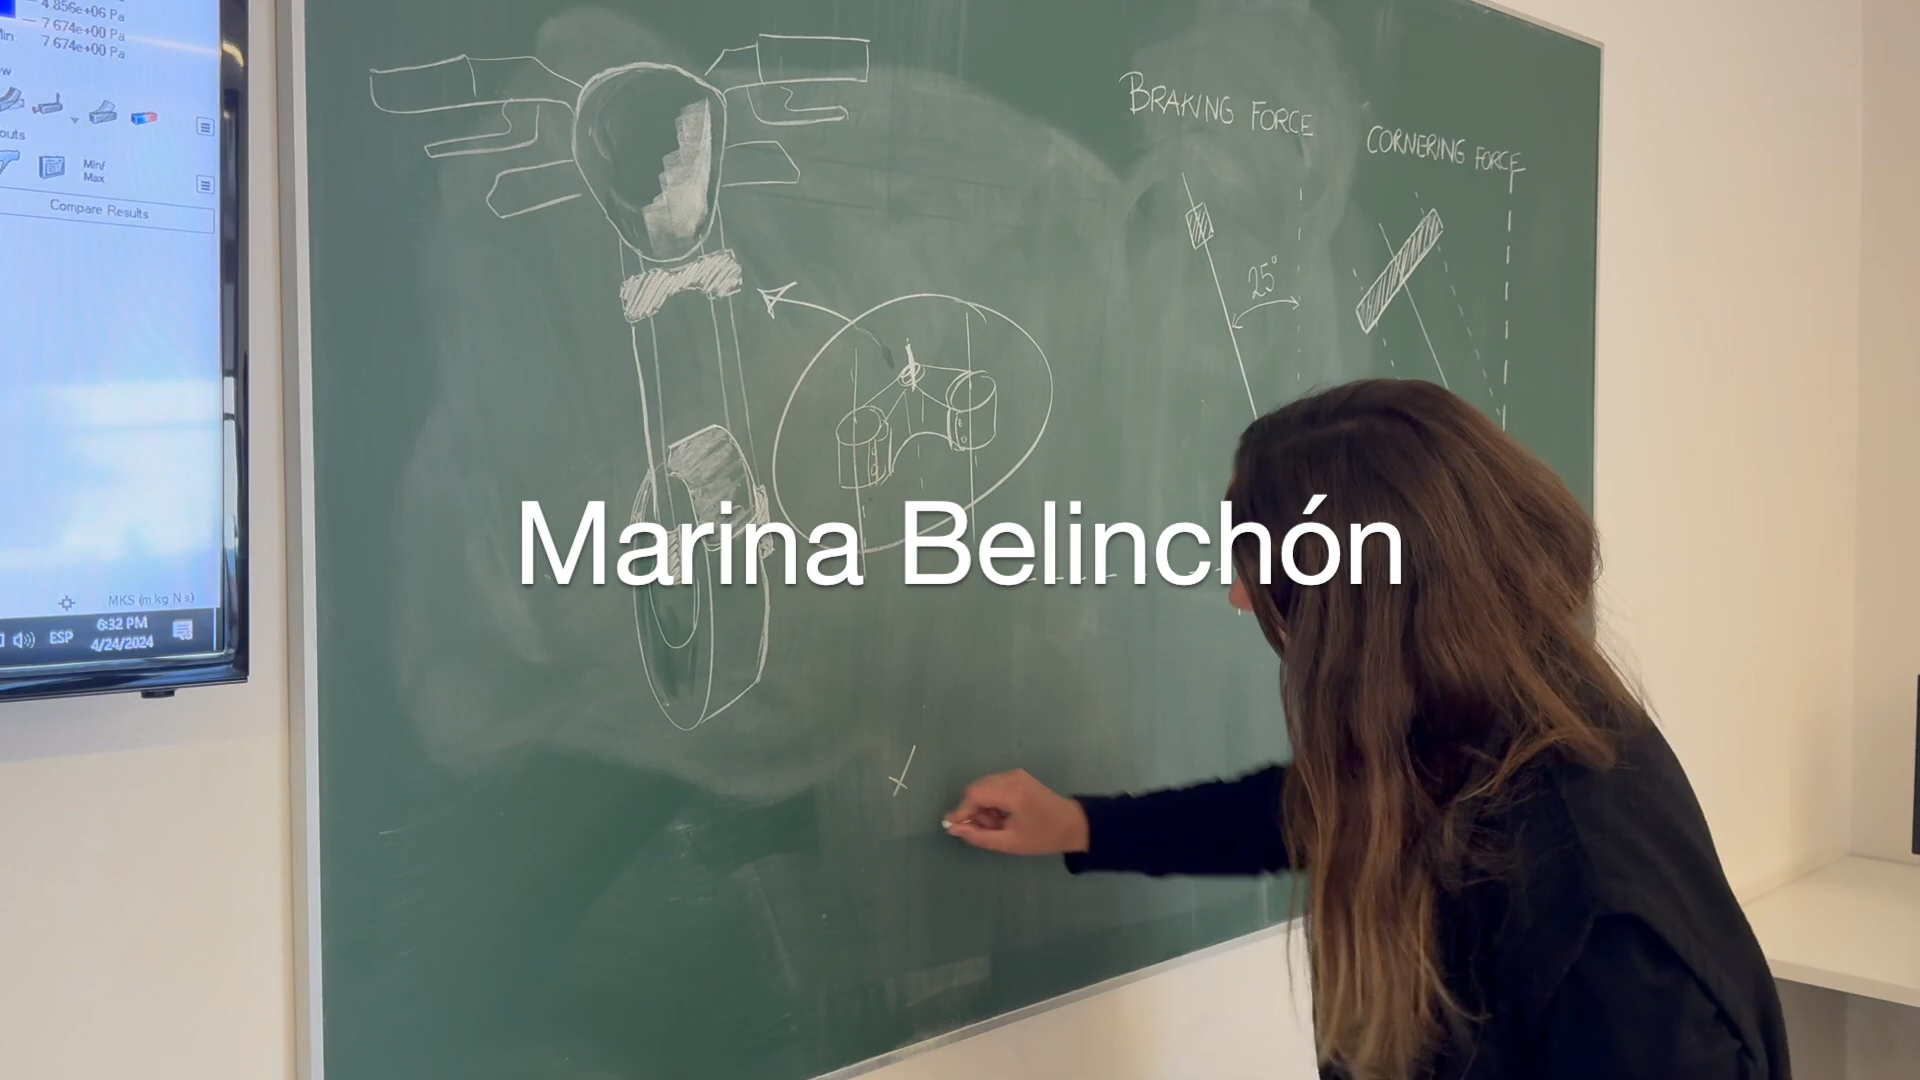 4.856e+06 Pa
7.674e+00 Pa
7.674e+00 Pa
Min/
Max
Compare Results
MKS (m kg N s)
ESP
6:32 PM
4/24/2024
BRAKING FORCE
CORNERING FORCE
25°
Marina Belinchón